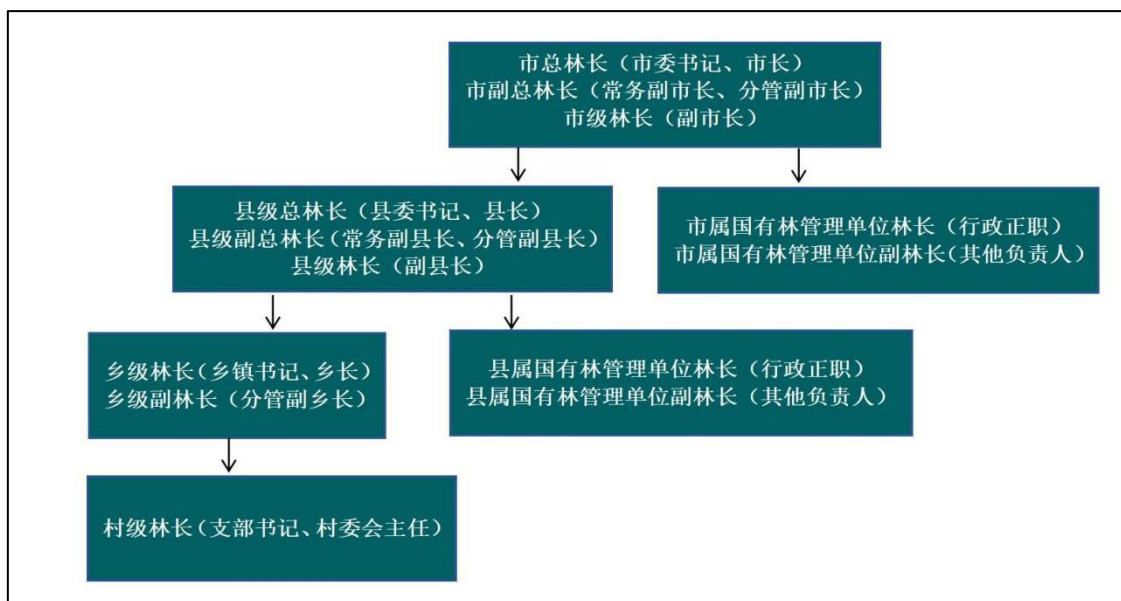 市总林长（市委书记、市长）
市副总林长（常务副市长、分管副市长）
市级林长（副市长）
县级总林长（县委书记、县长）
县级副总林长（常务副县长、分管副县长）
县级林长（副县长）
市属国有林管理单位林长（行政正职）
市属国有林管理单位副林长（其他负责人）
乡级林长（乡镇书记、乡长）
乡级副林长（分管副乡长）
县属国有林管理单位林长（行政正职）
县属国有林管理单位副林长（其他负责人）
村级林长（支部书记、村委会主任）